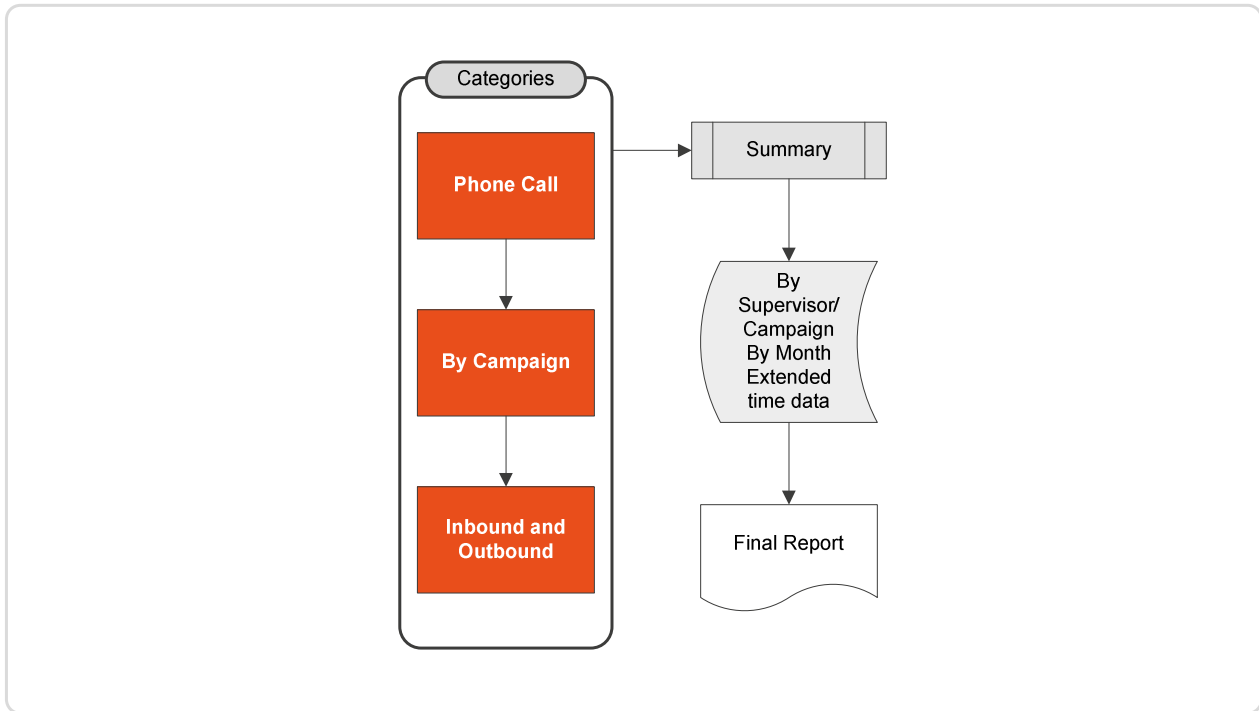 Categories
Phone Call
By Campaign
Inbound and
Outbound
Summary
By
Supervisor/
Campaign
By Month
Extended
time data
Final Report